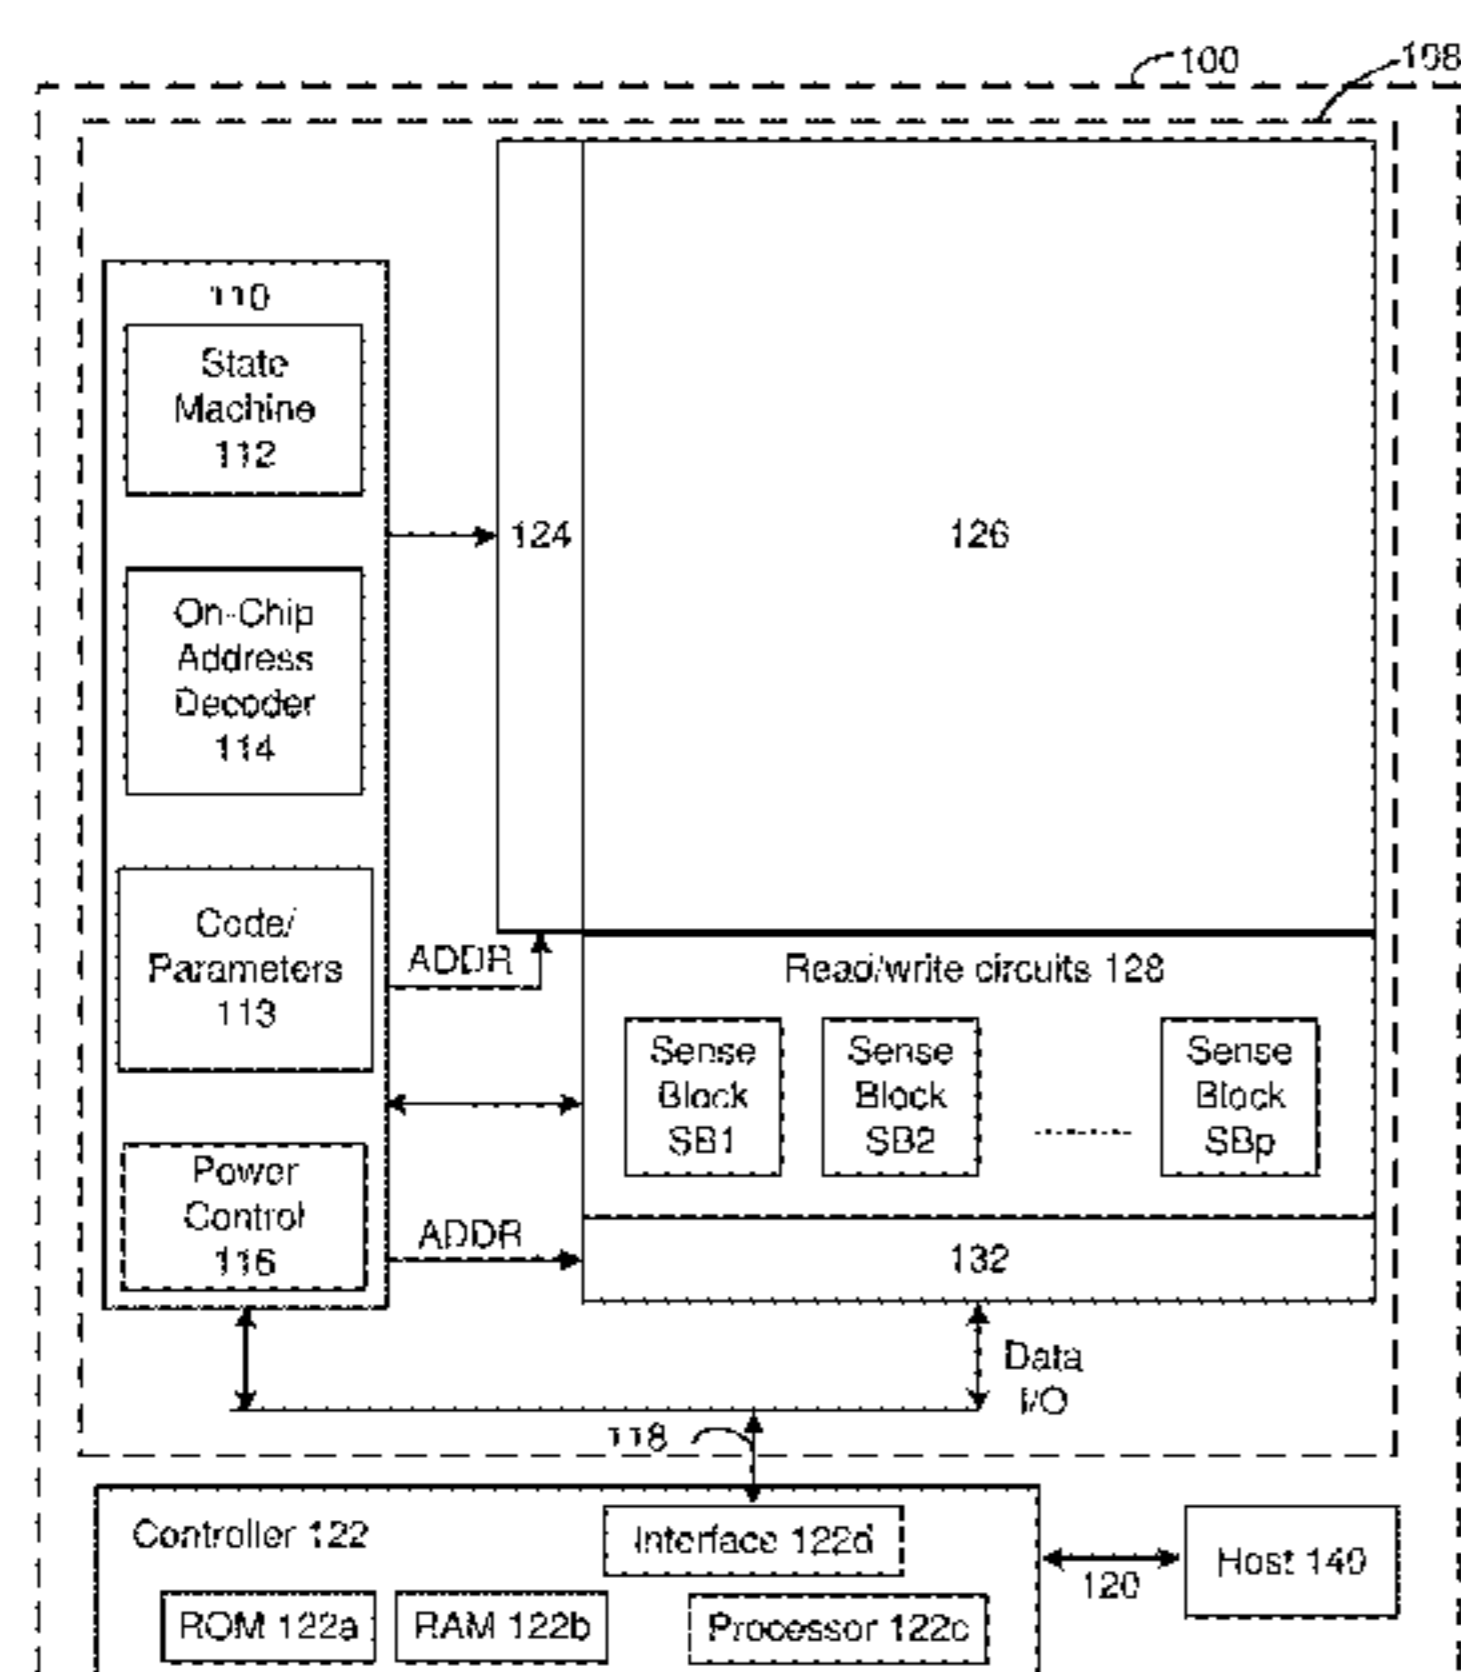 100
108
110
State
Machine
112
124
126
On-Chip
Address
Decoder
114
Code/
Parameters
113
ADDR
Read/write circuits 128
Sense
Block
SB1
Sense
Block
SB2
Sense
Block
SBp
Power
Control
116
ADDR
132
Data
I/O
118
Controller 122
Interface 122d
Host 140
120
ROM 122a
RAM 122b
Processor 122c